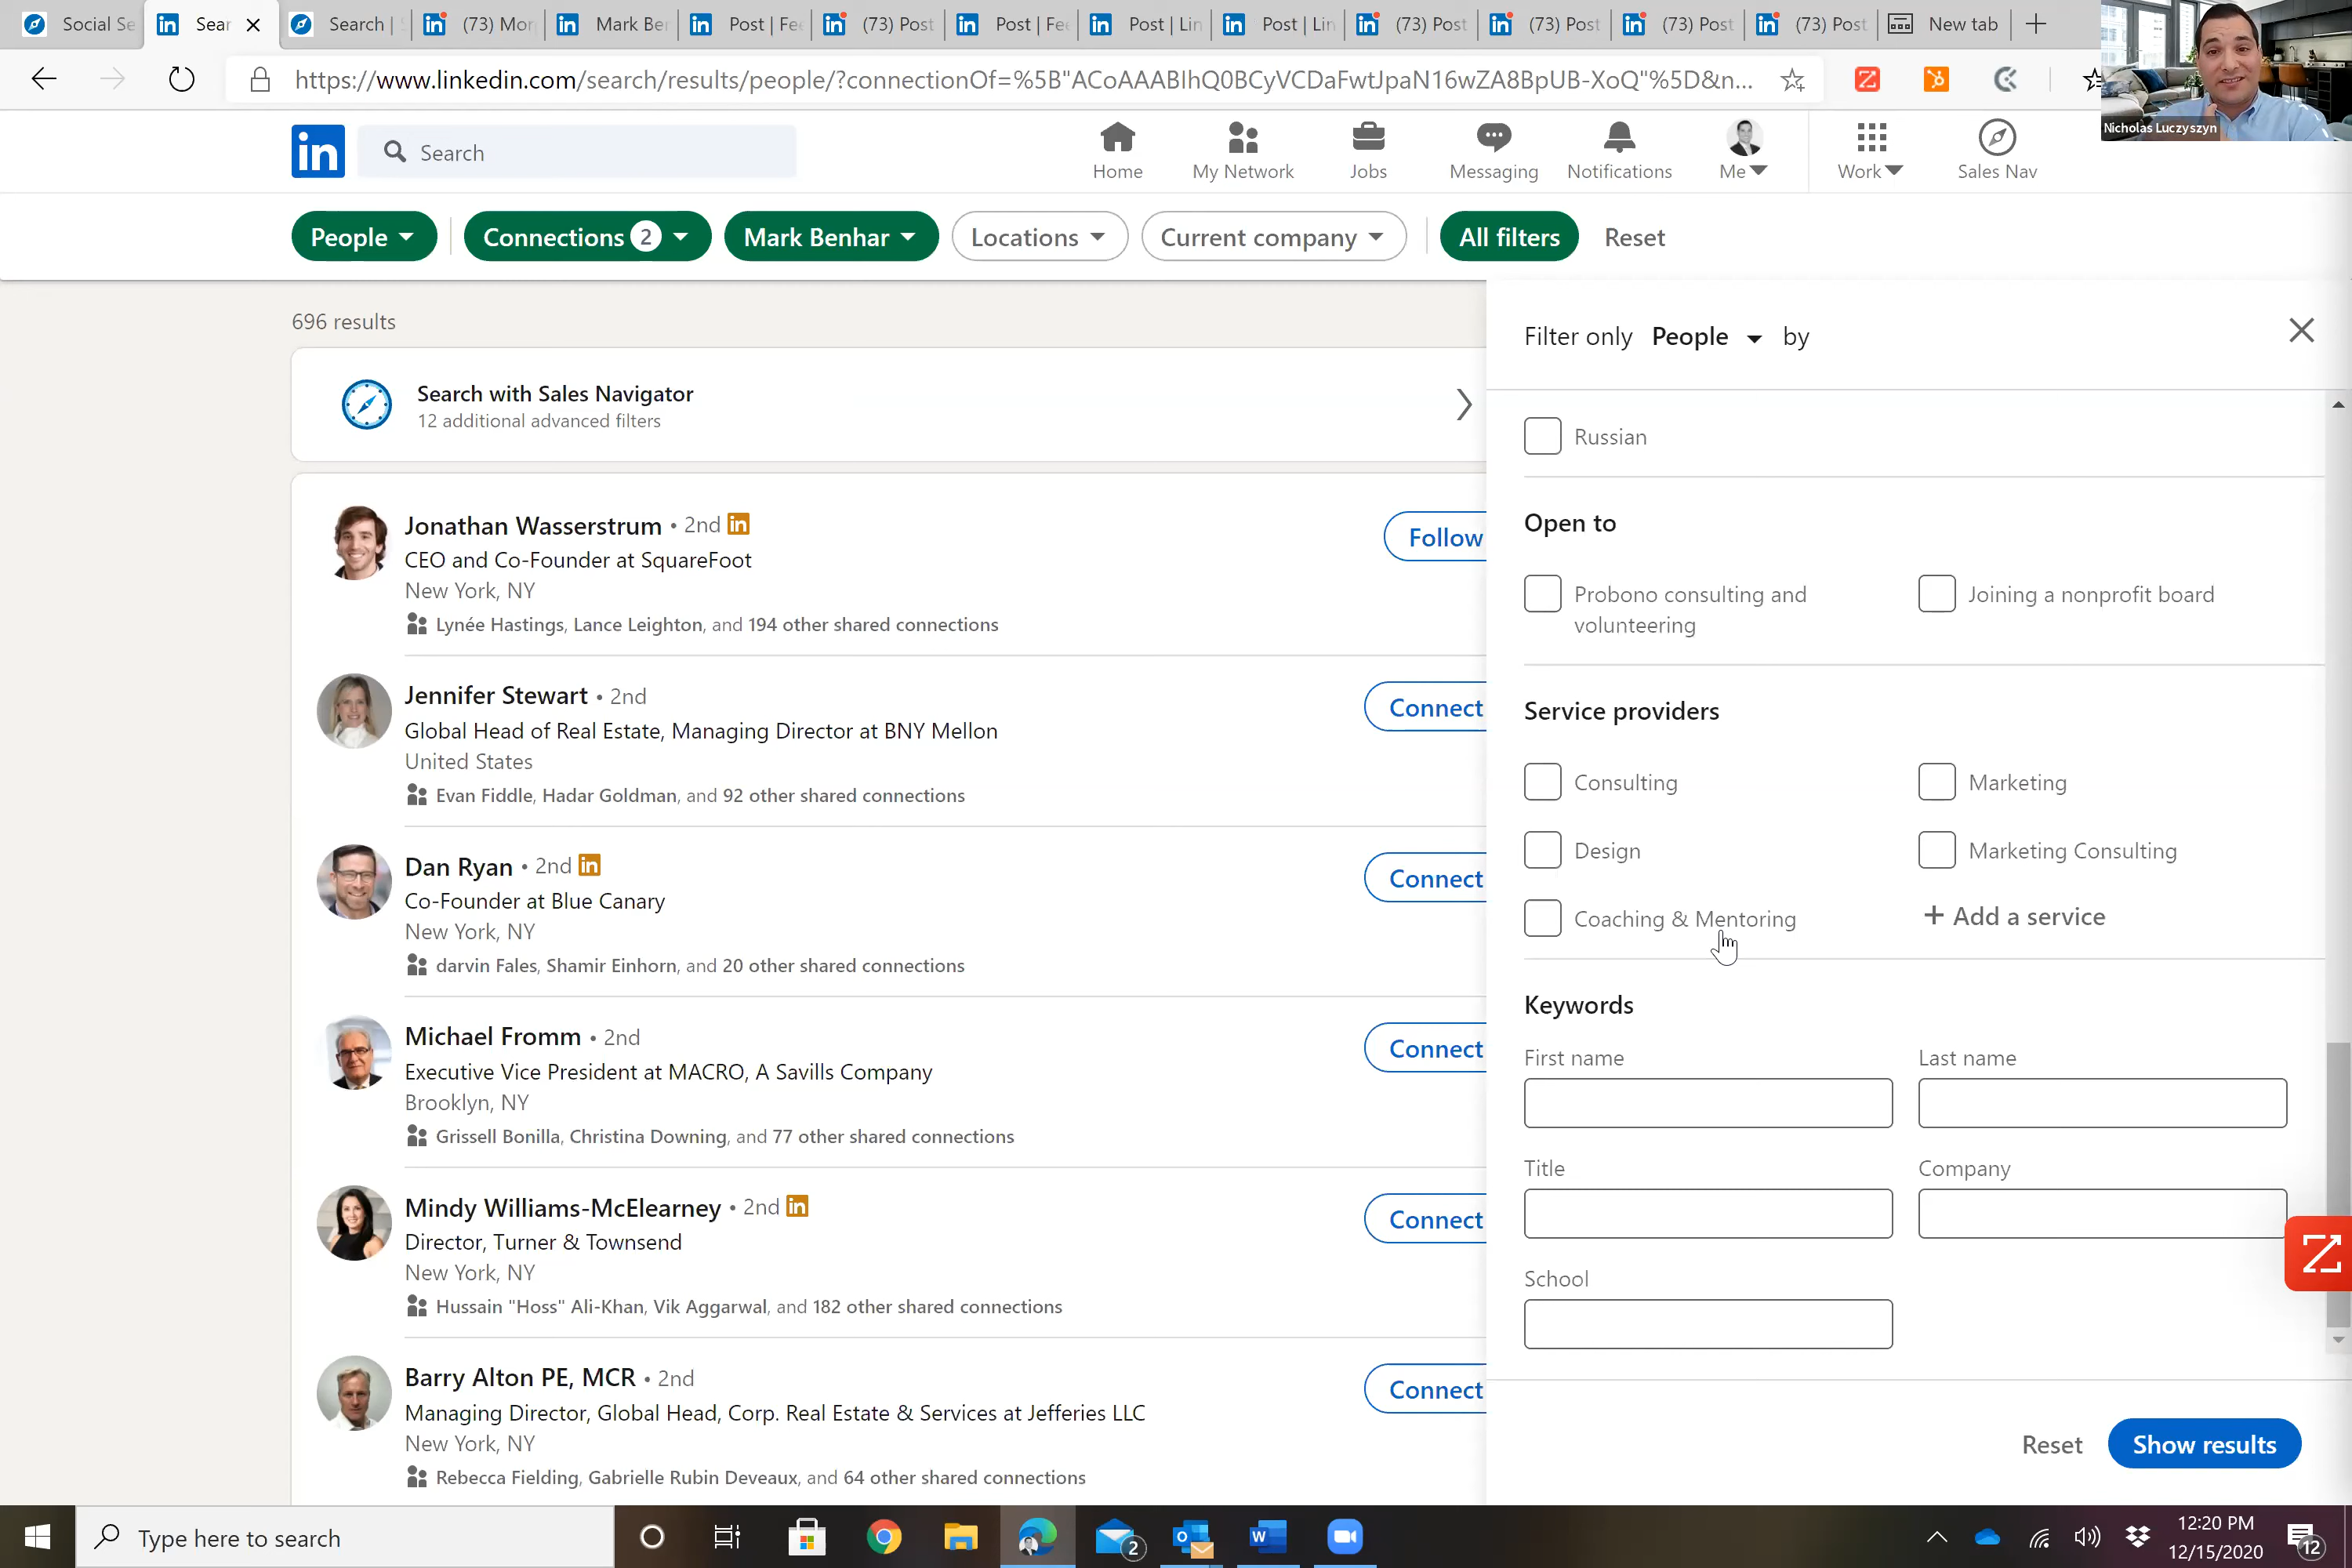 Social Se
Sear
Search |
(73) Mor
Mark Ber
Post | Fe
(73) Post
Post | Fe
Post | Lin
Post | Lin
(73) Post
(73) Post
(73) Post
(73) Post
New tab
https://www.linkedin.com/search/results/people/?connectionOf=%5B"ACoAAABIhQ0BCyVCDaFwtJpaN16wZA8BpUB-XoQ"%5D&n...
Nicholas Luczyszyn
in
Search
Home
My Network
Jobs
Messaging
Notifications
Me
Work
Sales Nav
People
Connections 2
Mark Benhar
Locations
Current company
All filters
Reset
696 results
Search with Sales Navigator
12 additional advanced filters
Jonathan Wasserstrum • 2nd in
CEO and Co-Founder at SquareFoot
New York, NY
Lynée Hastings, Lance Leighton, and 194 other shared connections
Follow
Jennifer Stewart • 2nd
Global Head of Real Estate, Managing Director at BNY Mellon
United States
Evan Fiddle, Hadar Goldman, and 92 other shared connections
Connect
Dan Ryan • 2nd in
Co-Founder at Blue Canary
New York, NY
darvin Fales, Shamir Einhorn, and 20 other shared connections
Connect
Michael Fromm • 2nd
Executive Vice President at MACRO, A Savills Company
Brooklyn, NY
Grissell Bonilla, Christina Downing, and 77 other shared connections
Connect
Mindy Williams-McElearney • 2nd in
Director, Turner & Townsend
New York, NY
Hussain "Hoss" Ali-Khan, Vik Aggarwal, and 182 other shared connections
Connect
Barry Alton PE, MCR • 2nd
Managing Director, Global Head, Corp. Real Estate & Services at Jefferies LLC
New York, NY
Rebecca Fielding, Gabrielle Rubin Deveaux, and 64 other shared connections
Connect
Filter only People by
Russian
Open to
Probono consulting and
volunteering
Joining a nonprofit board
Service providers
Consulting
Marketing
Design
Marketing Consulting
Coaching & Mentoring
+ Add a service
Keywords
First name
Last name
Title
Company
School
Reset
Show results
Type here to search
2
12:20 PM
12/15/2020
12